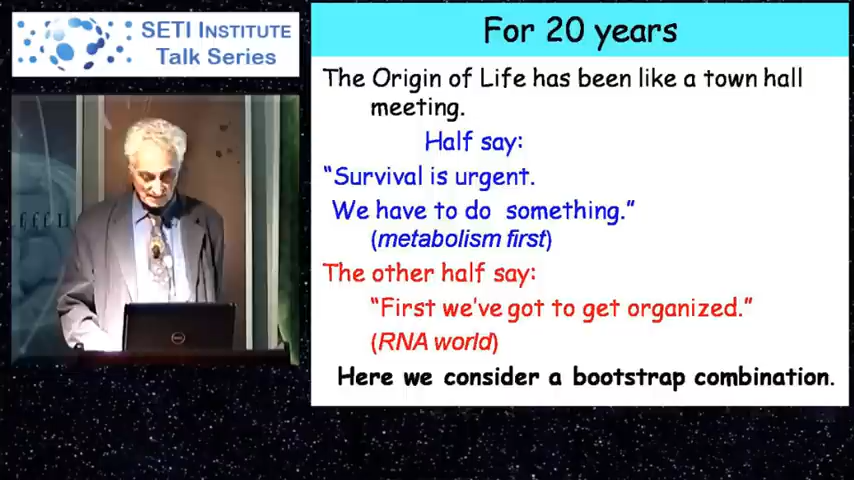 SETI INSTITUTE
Talk Series
For 20 years
The Origin of Life has been like a town hall
meeting.
Half say:
“Survival is urgent.
We have to do something.”
(metabolism first)
The other half say:
“First we've got to get organized.”
(RNA world)
Here we consider a bootstrap combination.